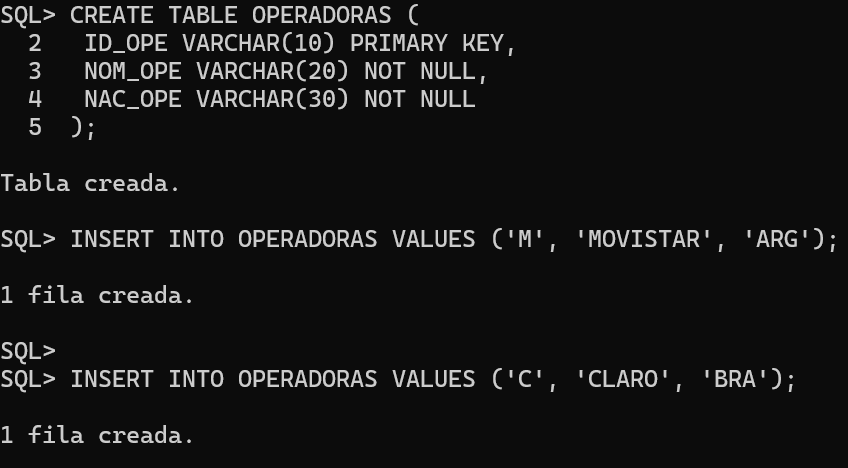 SQL> CREATE TABLE OPERADORAS (
  2   ID_OPE VARCHAR(10) PRIMARY KEY,
  3   NOM_OPE VARCHAR(20) NOT NULL,
  4   NAC_OPE VARCHAR(30) NOT NULL
  5  );
Tabla creada.
SQL> INSERT INTO OPERADORAS VALUES ('M', 'MOVISTAR', 'ARG');
1 fila creada.
SQL>
SQL> INSERT INTO OPERADORAS VALUES ('C', 'CLARO', 'BRA');
1 fila creada.